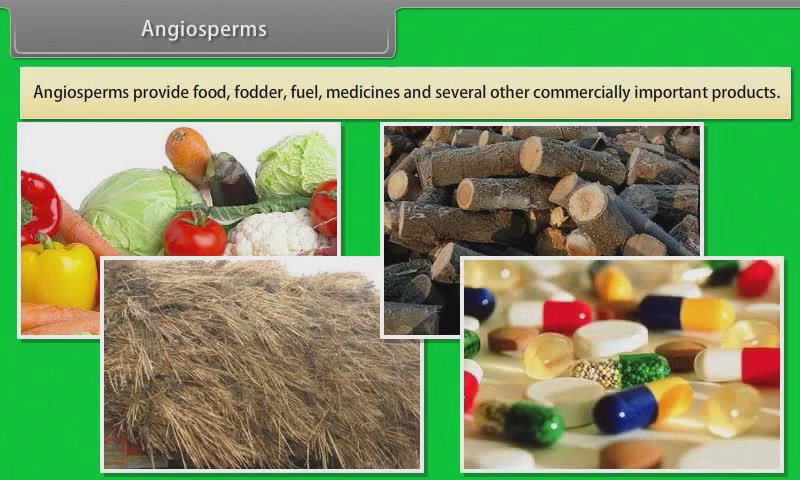 Angiosperms
Angiosperms provide food, fodder, fuel, medicines and several other commercially important products.